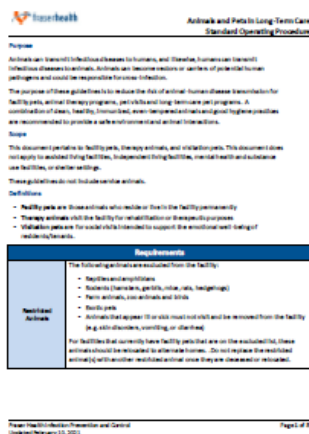 fraserhealth
Animals and Pets in Long-Term Care
Standard Operating Procedure
Purpose
Animals can transmit infectious diseases to humans, and likewise, humans can transmit
infectious diseases to animals. Animals can become vectors or carriers of potential human
pathogens and could be responsible for cross-infection.
The purpose of these guidelines is to reduce the risk of animal-human disease transmission for
facility pets, animal therapy programs, pet visits and long-term care pet programs. A
combination of clean, healthy, immunized, even-tempered animals and good hygiene practices
are recommended to provide a safe environment and animal interactions.
Scope
This document pertains to facility pets, therapy animals, and visitation pets. This document does
not apply to assisted living facilities, independent living facilities, mental health and substance
use facilities, or shelter settings.
These guidelines do not include service animals.
Definitions
• Facility pets are those animals who reside or live in the facility permanently
• Therapy animals visit the facility for rehabilitation or therapeutic purposes
• Visitation pets are for social visits intended to support the emotional well-being of
residents/tenants.
Requirements
The following animals are excluded from the facility:
• Reptiles and amphibians
• Rodents (hamsters, gerbils, mice, rats, hedgehogs)
• Farm animals, zoo animals and birds
• Exotic pets
• Animals that appear ill or sick must not visit and be removed from the facility
(e.g. skin disorders, vomiting, or diarrhea)
Restricted
Animals
For facilities that currently have facility pets that are on the excluded list, these
animals should be relocated to alternate homes. Do not replace the restricted
animal(s) with another restricted animal once they are deceased or relocated.
Fraser Health Infection Prevention and Control
Page 1 of
Updated February 15, 2021